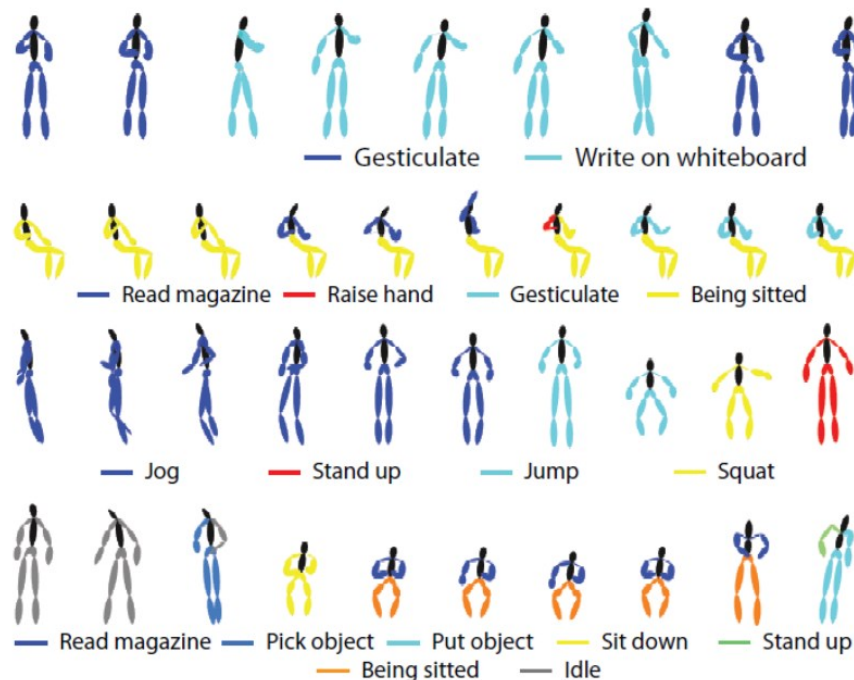 Gesticulate Write on whiteboard
Read magazine Raise hand Gesticulate Being sitted
Jog Stand up Jump Squat
Read magazine Pick object Put object Sit down Stand up
Being sitted Idle